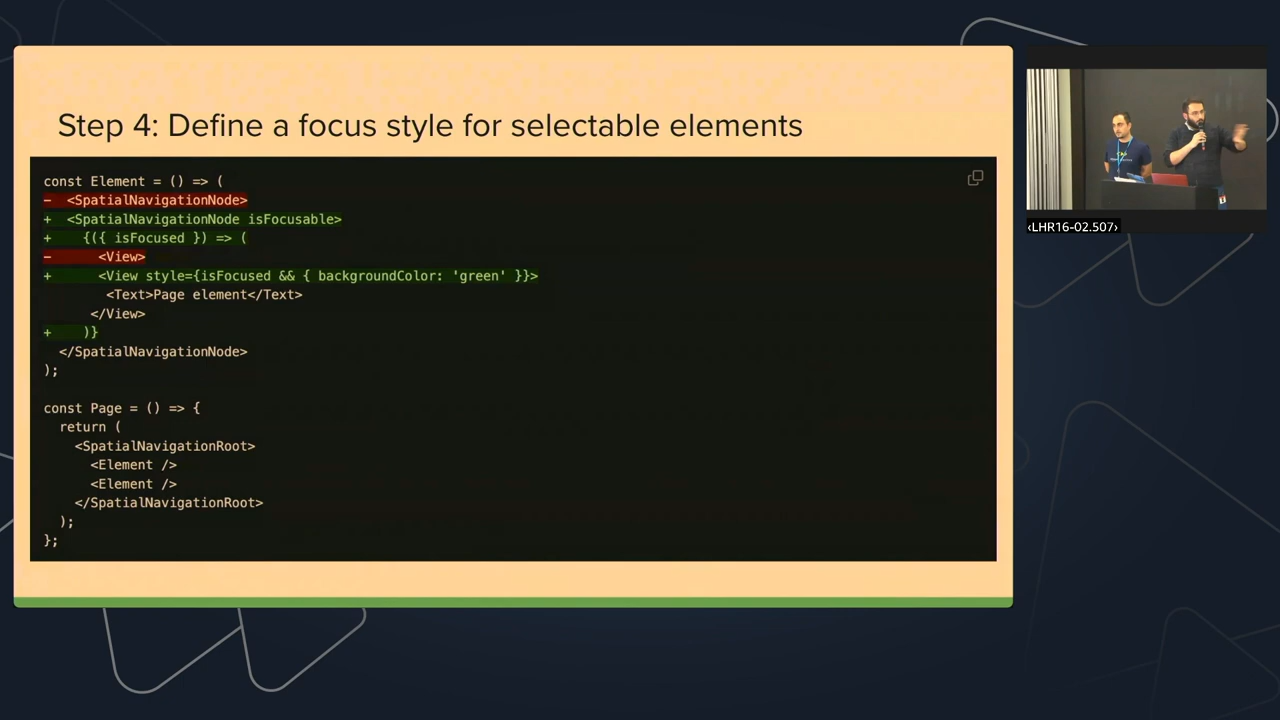 Step 4: Define a focus style for selectable elements
const Element = () => (
-  <SpatialNavigationNode>
+  <SpatialNavigationNode isFocusable>
+    {({ isFocused }) => (
-      <View>
+      <View style={isFocused && { backgroundColor: 'green' }}>
        <Text>Page element</Text>
      </View>
+    )}
  </SpatialNavigationNode>
);
const Page = () => {
  return (
    <SpatialNavigationRoot>
      <Element />
      <Element />
    </SpatialNavigationRoot>
  );
};
‹LHR16-02.507›